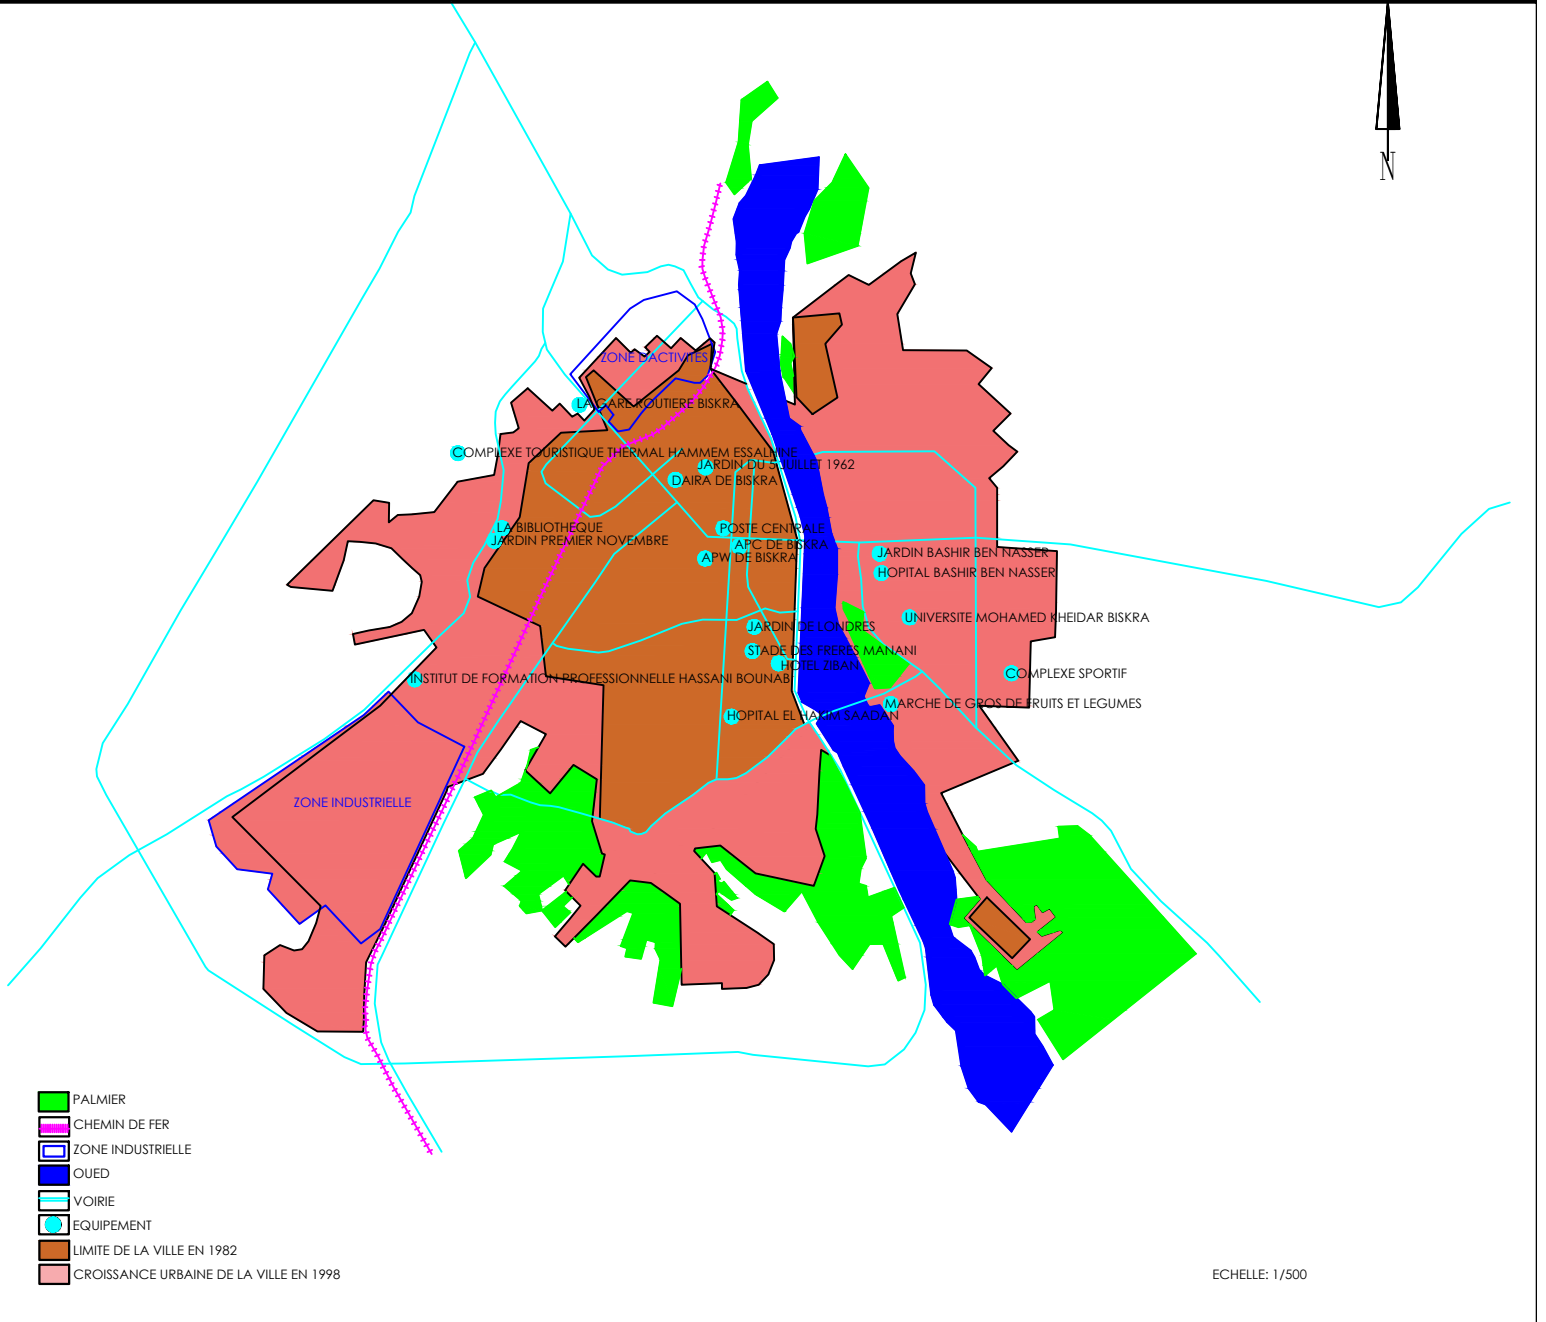 N
ZONE D'ACTIVITES
LA GARE ROUTIERE BISKRA
COMPLEXE TOURISTIQUE THERMAL HAMMEM ESSALHINE
JARDIN DU 5 JUILLET 1962
DAIRA DE BISKRA
LA BIBLIOTHEQUE
POSTE CENTRALE
JARDIN PREMIER NOVEMBRE
APC DE BISKRA
APW DE BISKRA
JARDIN BASHIR BEN NASSER
HOPITAL BASHIR BEN NASSER
UNIVERSITE MOHAMED KHEIDAR BISKRA
JARDIN DE LONDRES
STADE DES FRERES MANANI
HOTEL ZIBAN
COMPLEXE SPORTIF
INSTITUT DE FORMATION PROFESSIONNELLE HASSANI BOUNAB
MARCHE DE GROS DE FRUITS ET LEGUMES
HOPITAL EL HAKIM SAADAN
ZONE INDUSTRIELLE
PALMIER
CHEMIN DE FER
ZONE INDUSTRIELLE
OUED
VOIRIE
EQUIPEMENT
LIMITE DE LA VILLE EN 1982
CROISSANCE URBAINE DE LA VILLE EN 1998
ECHELLE: 1/500